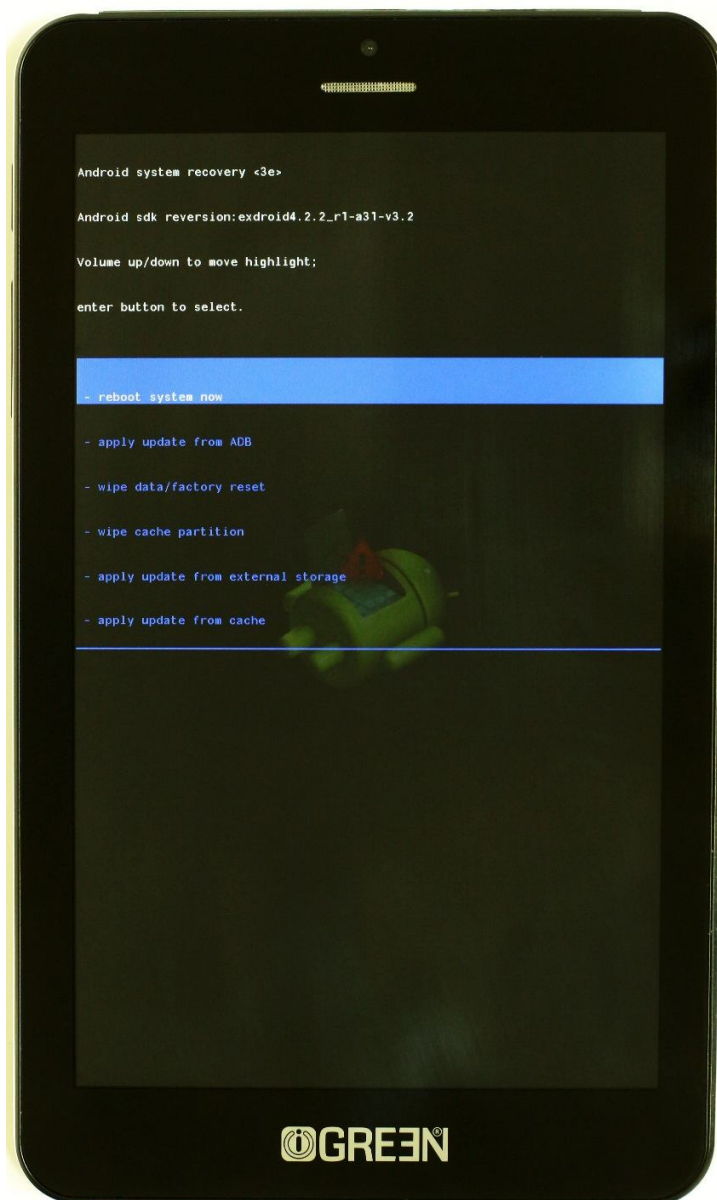 Android system recovery <3e>
Android sdk reversion:exdroid4.2.2_r1-a31-v3.2
Volume up/down to move highlight;
enter button to select.
- reboot system now
- apply update from ADB
- wipe data/factory reset
- wipe cache partition
- apply update from external storage
- apply update from cache
iGREEN®